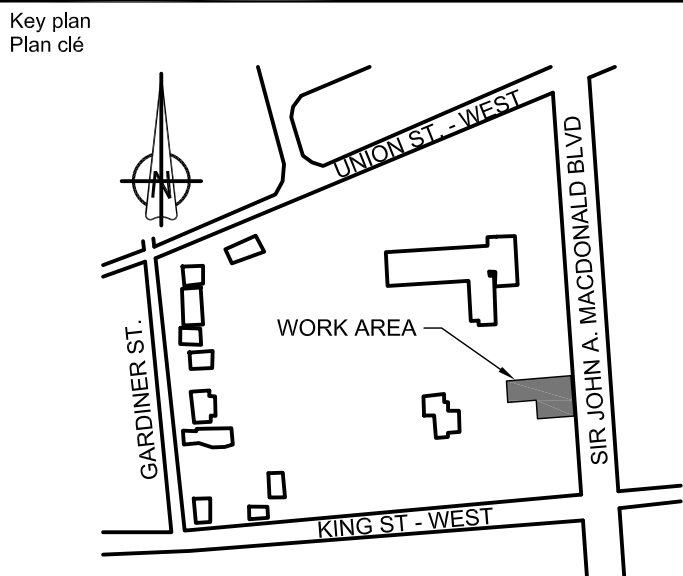 Key plan
Plan clé
N
UNION ST. - WEST
SIR JOHN A. MACDONALD BLVD
WORK AREA
GARDINER ST.
KING ST - WEST